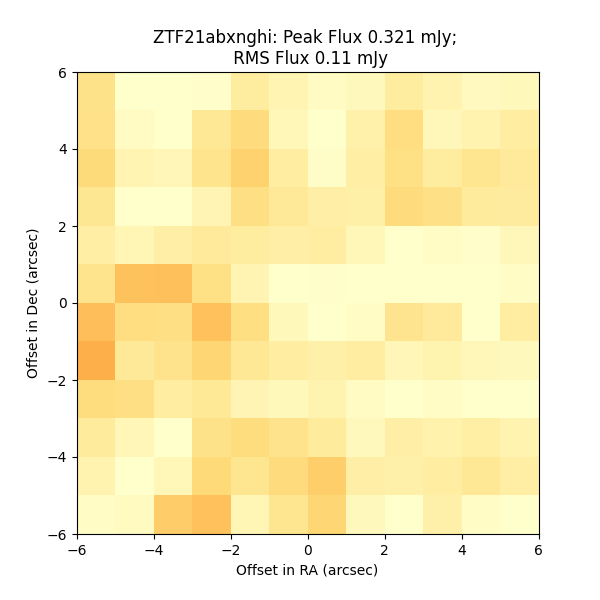 ZTF21abxnghi: Peak Flux 0.321 mJy;
RMS Flux 0.11 mJy
6
4
2
0
−2
−4
−6
Offset in Dec (arcsec)
−6 −4 −2 0 2 4 6
Offset in RA (arcsec)